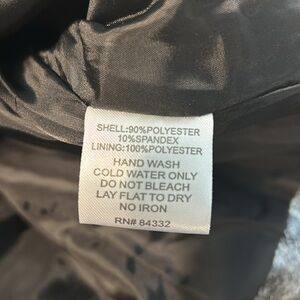 SHELL:90%POLYESTER
10%SPANDEX
LINING:100%POLYESTER
HAND WASH
COLD WATER ONLY
DO NOT BLEACH
LAY FLAT TO DRY
NO IRON
RN# 84332